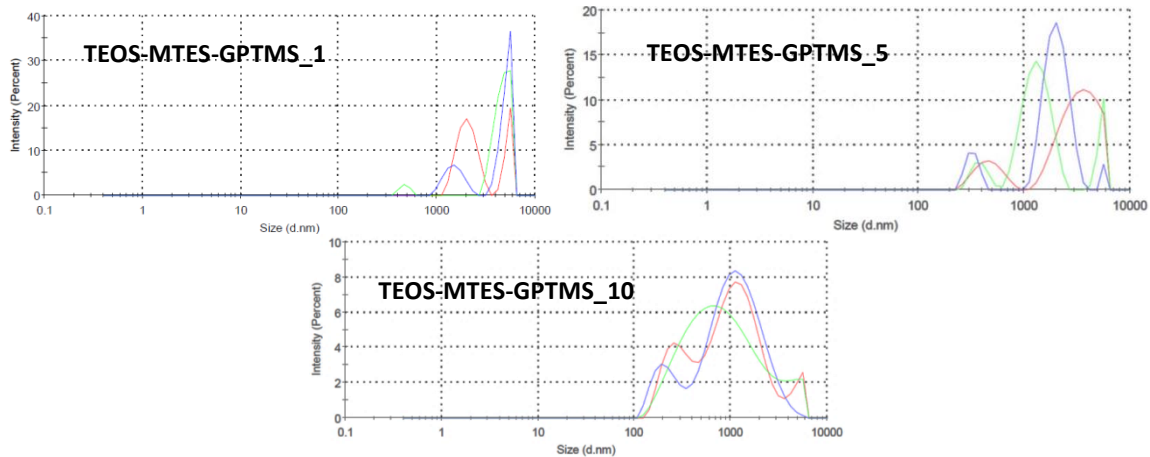 TEOS-MTES-GPTMS_1
Intensity (Percent)
40
30
20
10
0
0.1 1 10 100 1000 10000
Size (d.nm)
TEOS-MTES-GPTMS_5
Intensity (Percent)
20
15
10
5
0
0.1 1 10 100 1000 10000
Size (d.nm)
TEOS-MTES-GPTMS_10
Intensity (Percent)
10
8
6
4
2
0
0.1 1 10 100 1000 10000
Size (d.nm)